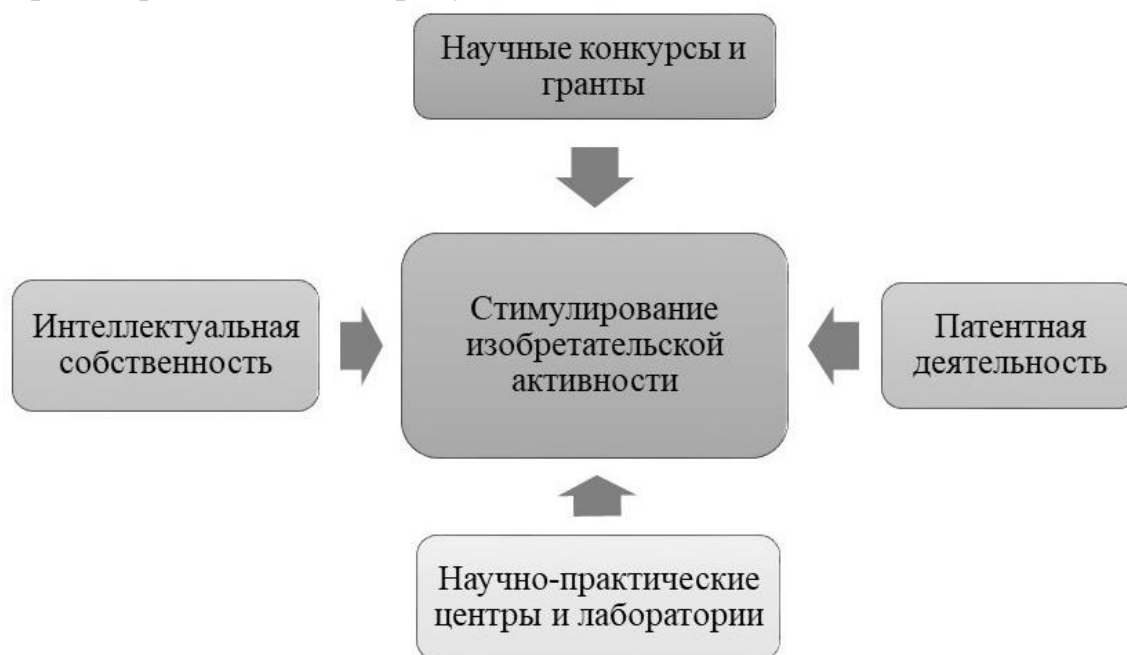 Научные конкурсы и
гранты
Интеллектуальная
собственность
Стимулирование
изобретательской
активности
Патентная
деятельность
Научно-практические
центры и лаборатории